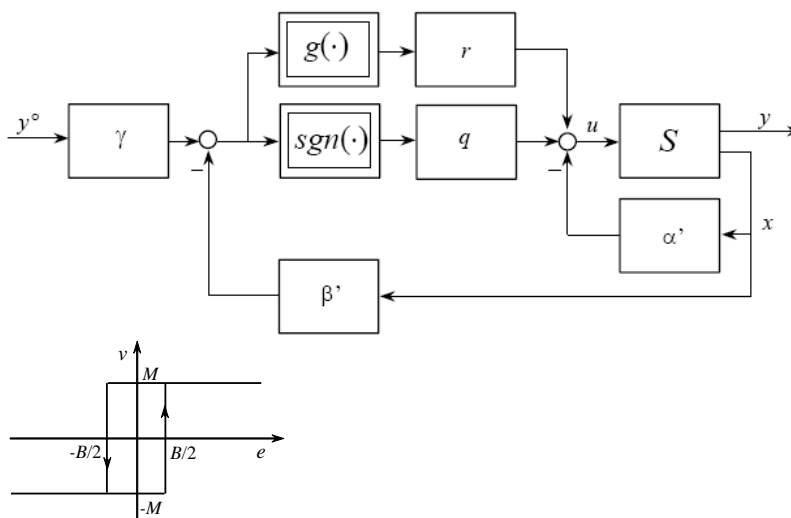 g(·)
r
y°
γ
sgn(·)
q
u
S
y
−
−
α’
x
β’
v
M
-B/2
B/2
e
-M